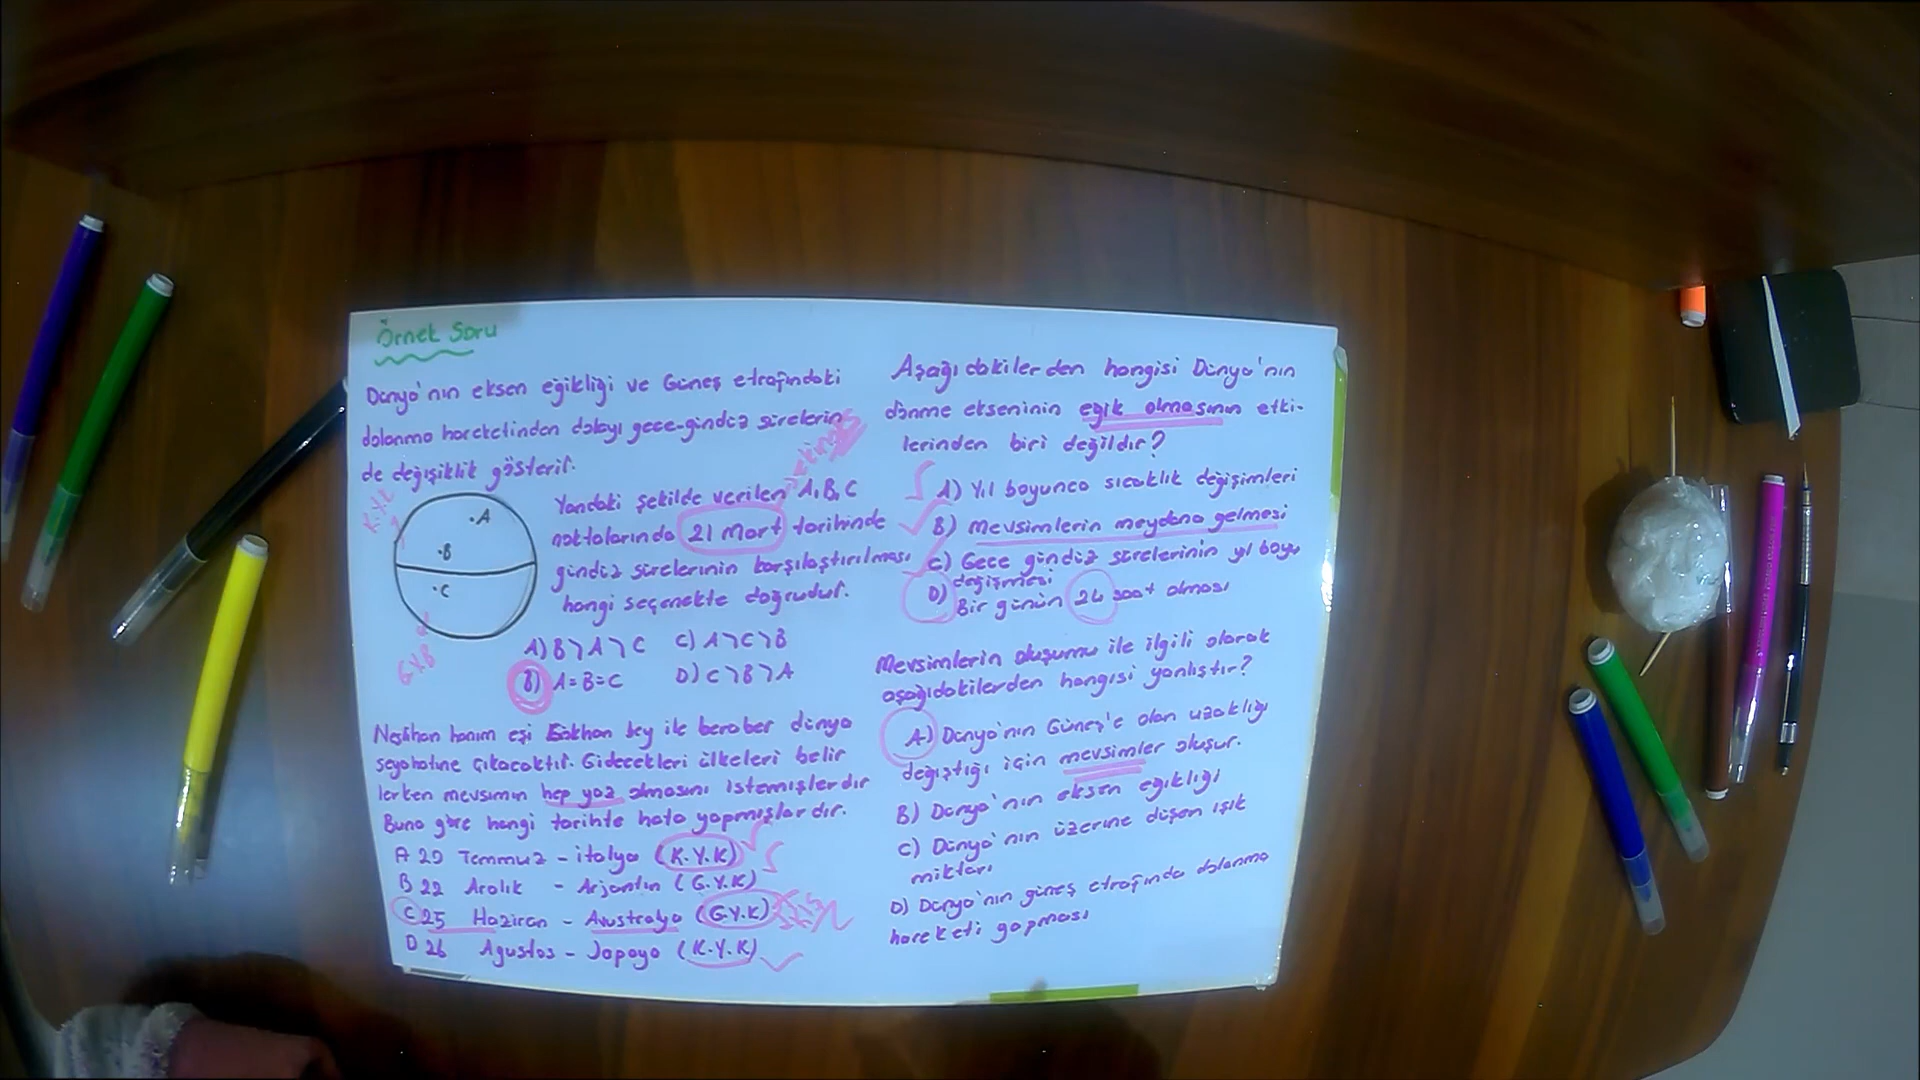 Örnek Soru
Dünya'nın eksen eğikliği ve Güneş etrafındaki
dolanma hareketinden dolayı gece-gündüz sürelerin
de değişiklik gösterir.
Yandaki şekilde verilen A, B, C
noktalarında 21 Mart tarihinde
gündüz sürelerinin karşılaştırılması
hangi seçenekte doğrudur.
K.Y.K
.A
.B
.C
G.Y.K
A) B > A > C C) A > C > B
B) A = B = C D) C > B > A
Neslihan hanım eşi Gökhan bey ile beraber dünya
seyahatine çıkacaktır. Gidecekleri ülkeleri belir
lerken mevsimin hep yaz olmasını istemişlerdir
Buna göre hangi tarihte hata yapmışlardır.
A 29 Temmuz - italya (K.Y.K)
B 22 Aralık - Arjantin (G.Y.K)
C 25 Haziran - Avustralya (G.Y.K)
D 26 Ağustos - Japoya (K.Y.K)
Aşağıdakilerden hangisi Dünya'nın
dönme ekseninin eğik olmasının etki-
lerinden biri değildir?
A) Yıl boyunca sıcaklık değişimleri
B) Mevsimlerin meydana gelmesi
C) Gece gündüz sürelerinin yıl boyu
değişmesi
D) Bir günün 24 saat olması
Mevsimlerin oluşumu ile ilgili olarak
aşağıdakilerden hangisi yanlıştır?
A) Dünya'nın Güneş'e olan uzaklığı
değiştiği için mevsimler oluşur.
B) Dünya'nın eksen eğikliği
C) Dünya'nın üzerine düşen ışık
miktarı
D) Dünya'nın güneş etrafında dolanma
hareketi yapması